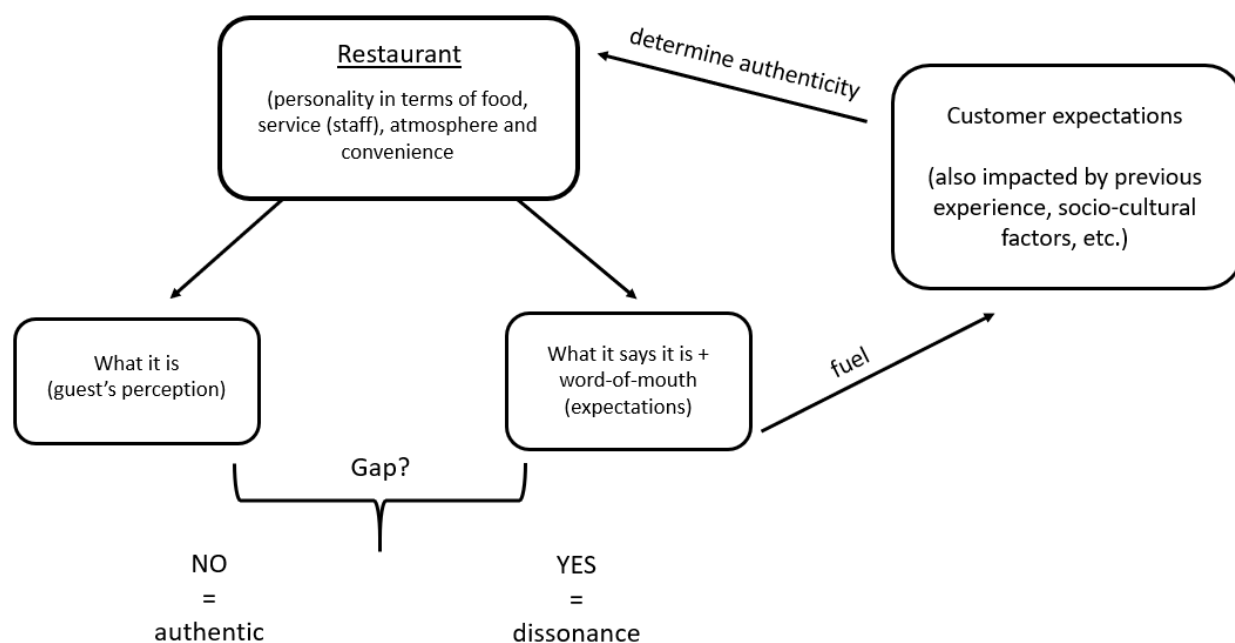 Restaurant
(personality in terms of food,
service (staff), atmosphere and
convenience
determine authenticity
Customer expectations
(also impacted by previous
experience, socio-cultural
factors, etc.)
What it is
(guest’s perception)
What it says it is +
word-of-mouth
(expectations)
fuel
Gap?
NO
=
authentic
YES
=
dissonance